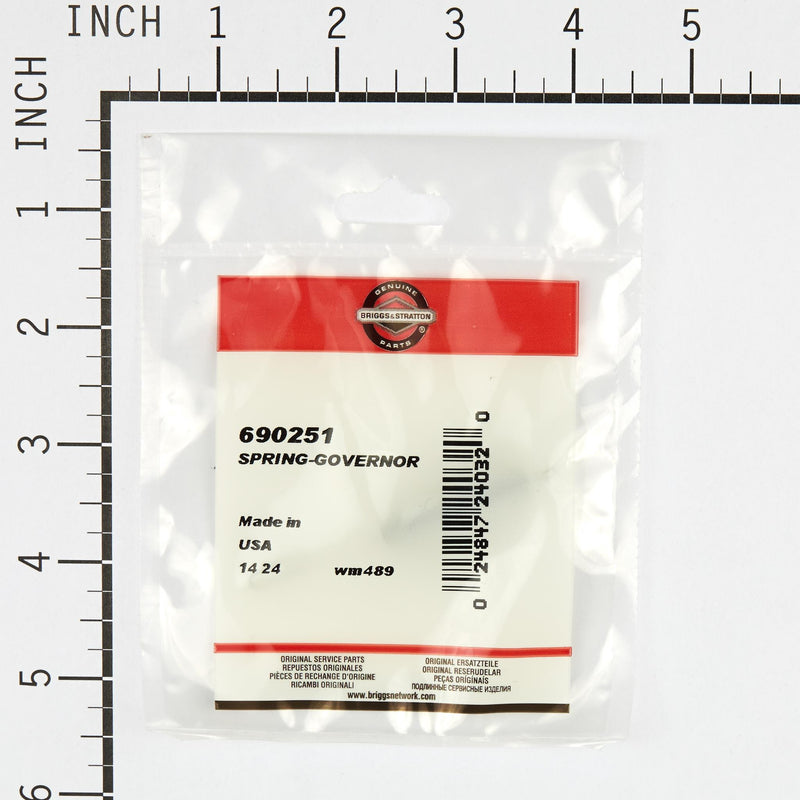 INCH 1 2 3 4 5
INCH
1
2
3
4
5
6
GENUINE
BRIGGS & STRATTON
®
PARTS
690251
SPRING-GOVERNOR
Made in
USA
14 24 wm489
0 24847 24032 0
ORIGINAL SERVICE PARTS
REPUESTOS ORIGINALES
PIÈCES DE RECHANGE D'ORIGINE
RICAMBI ORIGINALI
ORIGINAL ERSATZTEILE
ORIGINAL RESERUDELAR
PEÇAS ORIGINAIS
ПОДЛИННЫЕ СЕРВИСНЫЕ ИЗДЕЛИЯ
www.briggsnetwork.com